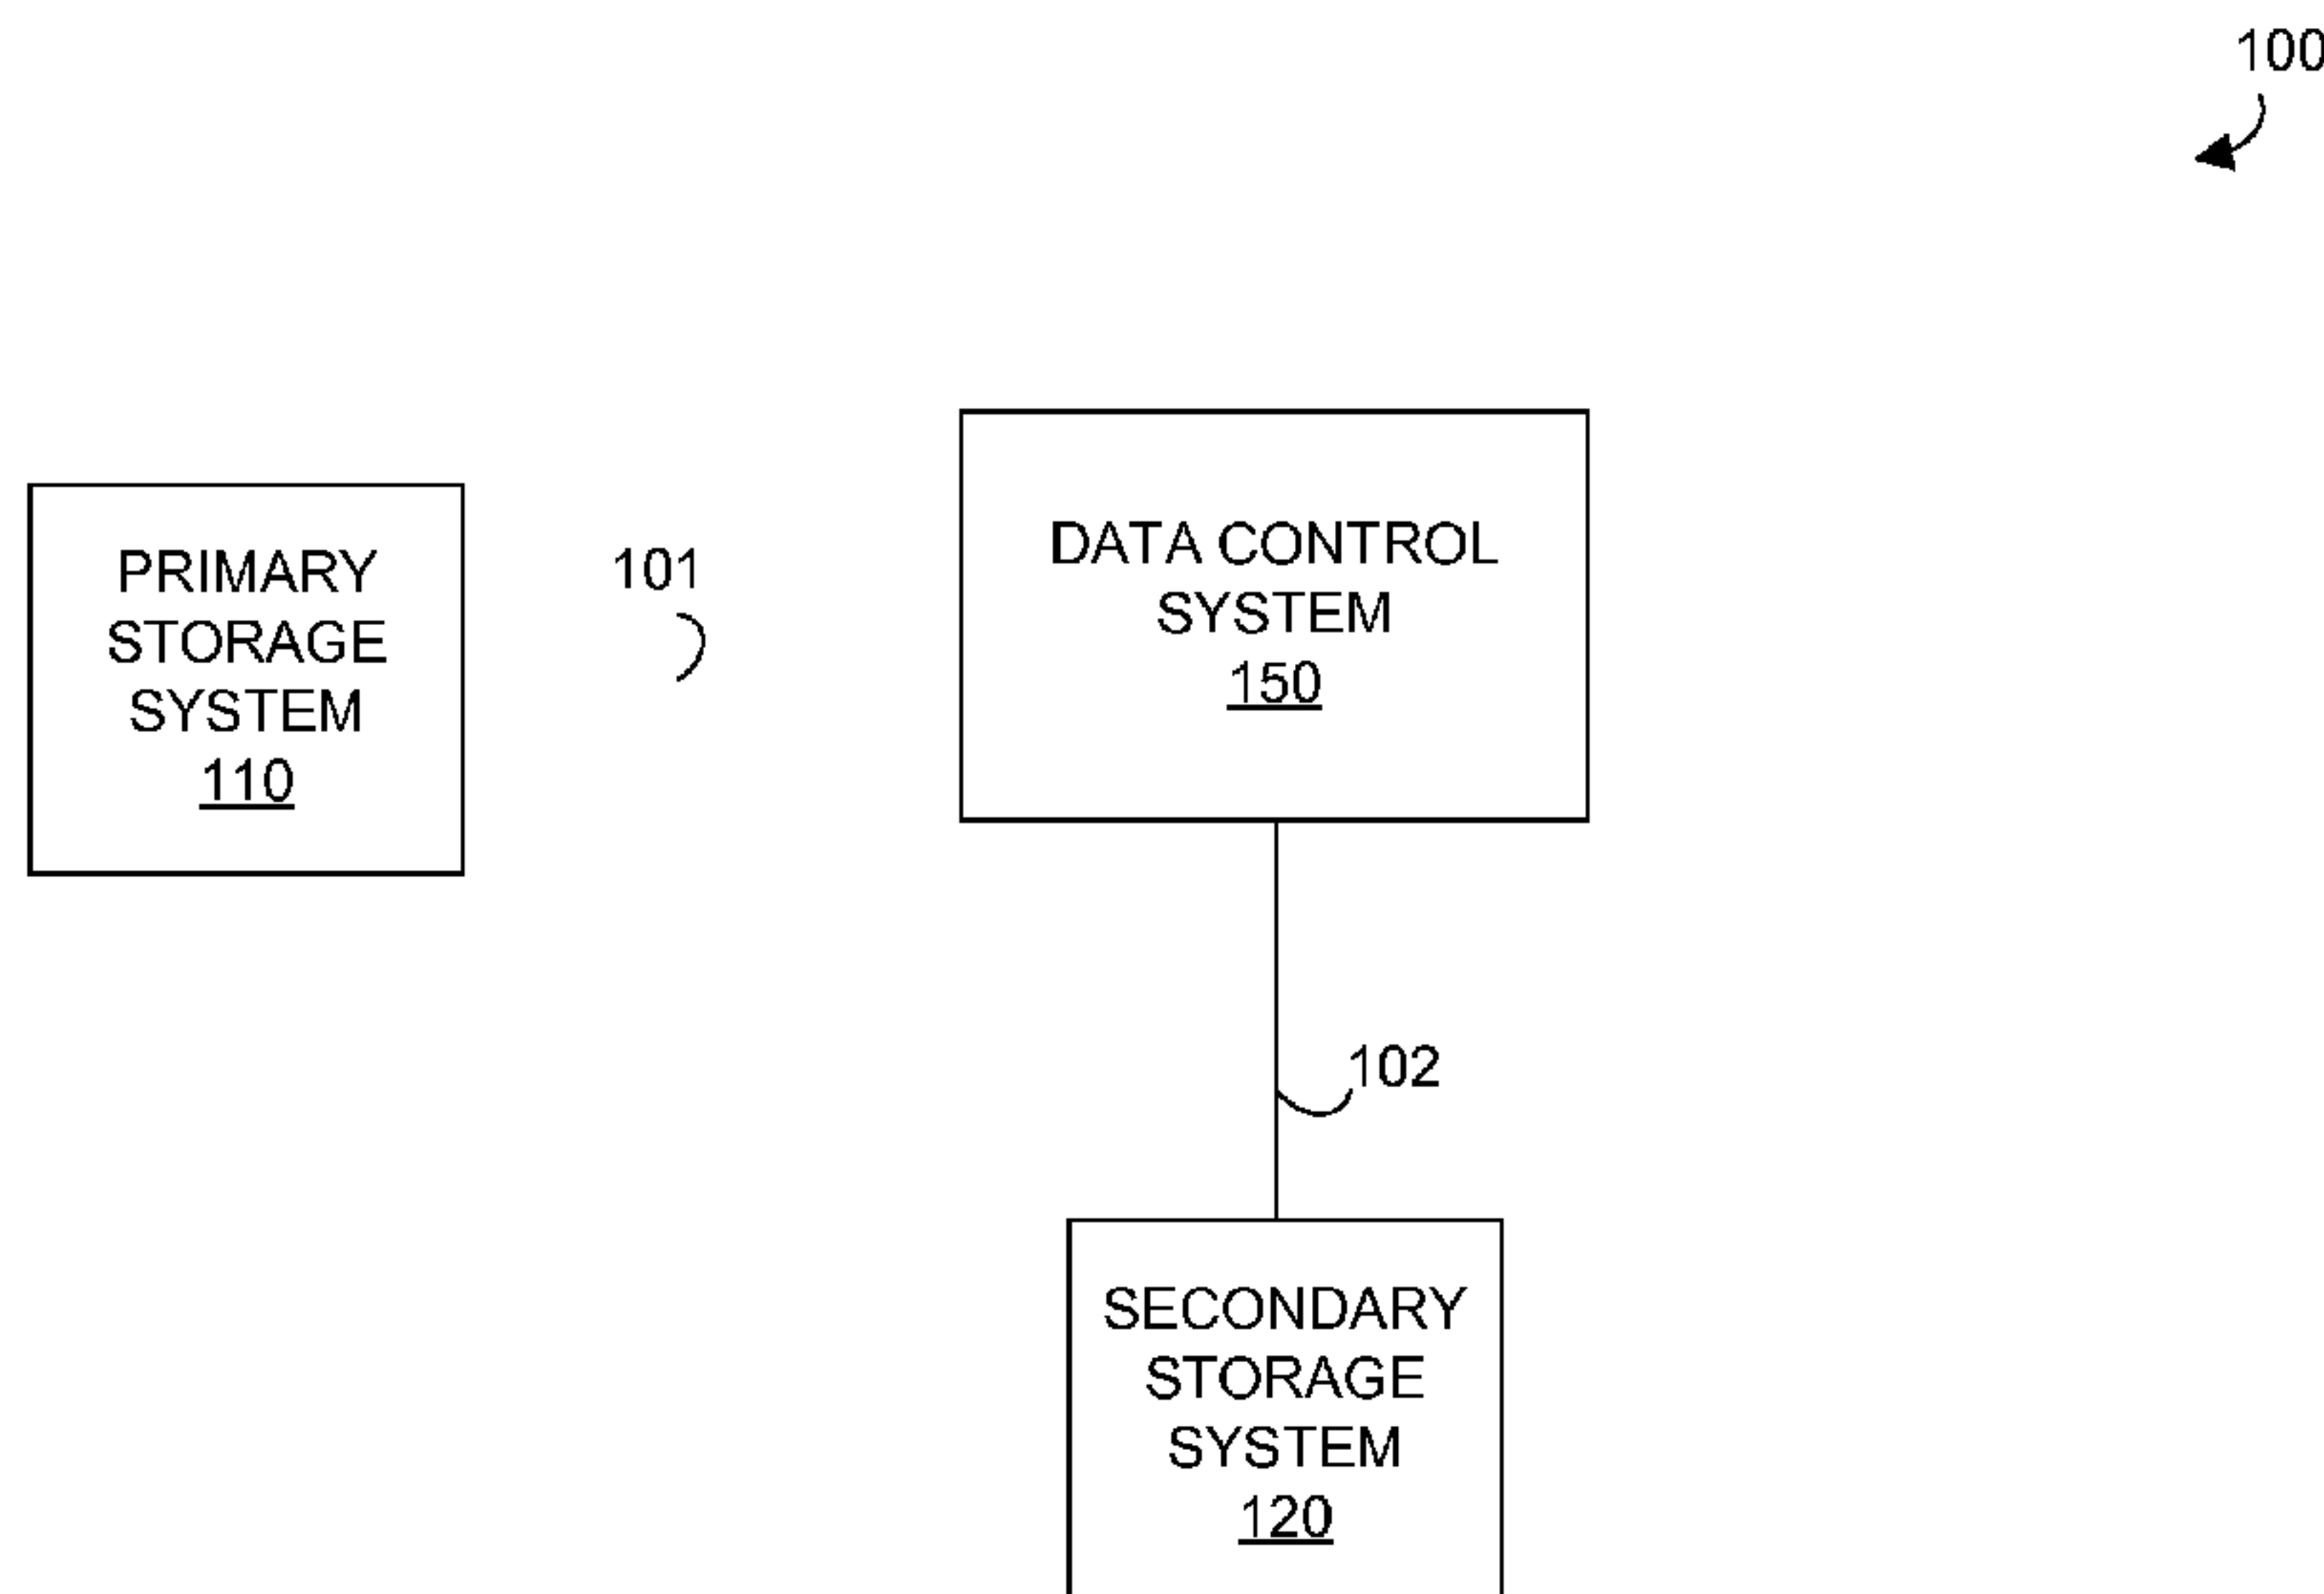 100
DATA CONTROL
SYSTEM
150
PRIMARY
STORAGE
SYSTEM
110
101
102
SECONDARY
STORAGE
SYSTEM
120